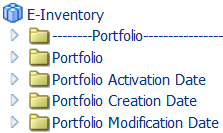 E-Inventory
--------Portfolio----------------
Portfolio
Portfolio Activation Date
Portfolio Creation Date
Portfolio Modification Date